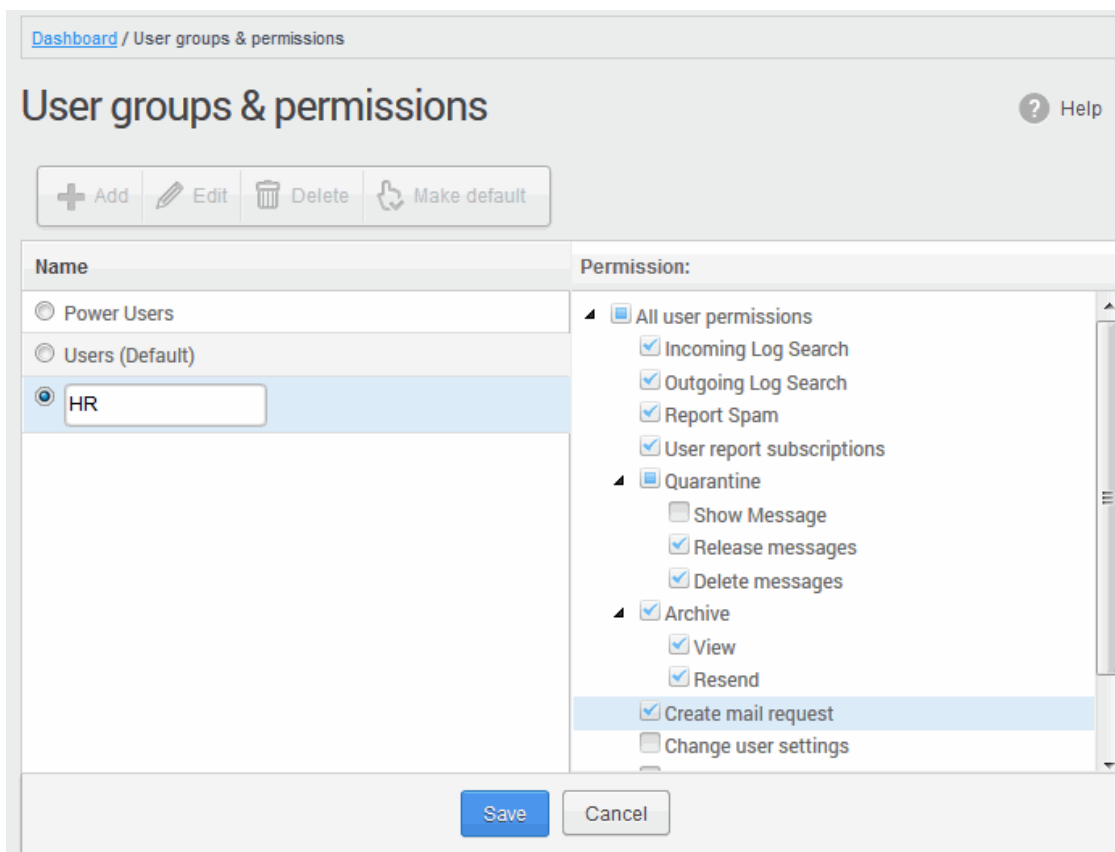 Dashboard / User groups & permissions
User groups & permissions
? Help
Add Edit Delete Make default
Name
Permission:
Power Users
Users (Default)
HR
All user permissions
Incoming Log Search
Outgoing Log Search
Report Spam
User report subscriptions
Quarantine
Show Message
Release messages
Delete messages
Archive
View
Resend
Create mail request
Change user settings
Save Cancel